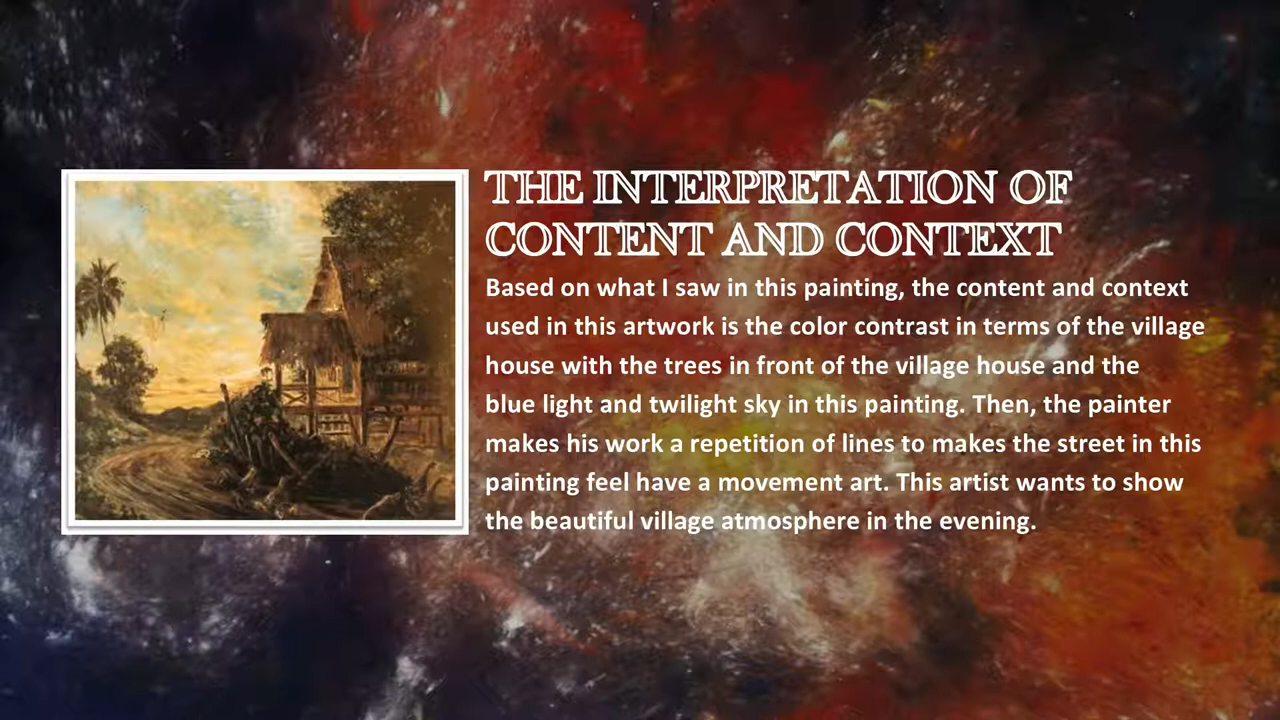 THE INTERPRETATION OF
CONTENT AND CONTEXT
Based on what I saw in this painting, the content and context
used in this artwork is the color contrast in terms of the village
house with the trees in front of the village house and the
blue light and twilight sky in this painting. Then, the painter
makes his work a repetition of lines to makes the street in this
painting feel have a movement art. This artist wants to show
the beautiful village atmosphere in the evening.